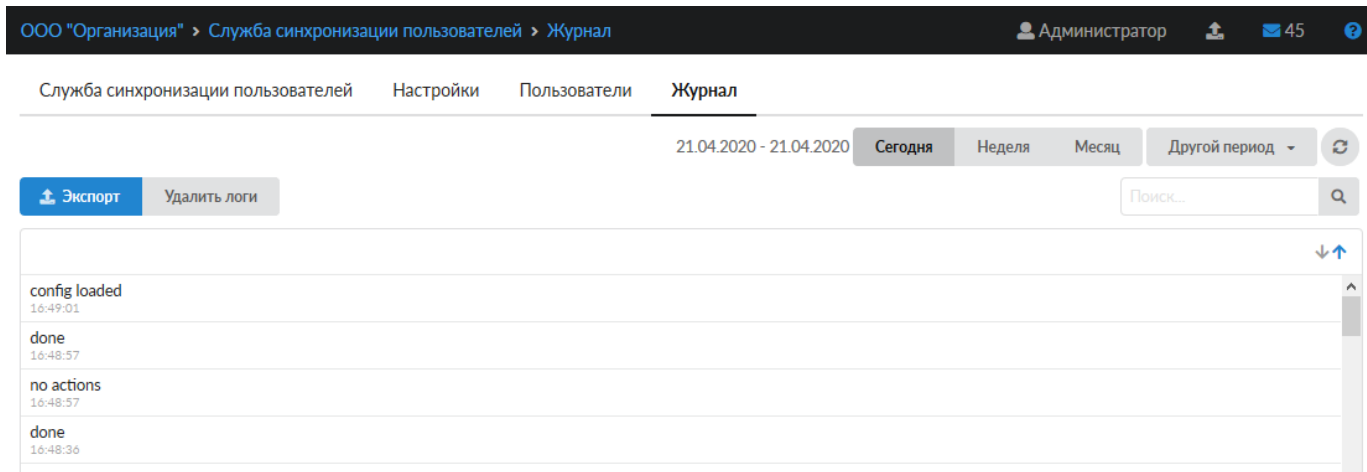 ООО "Организация" > Служба синхронизации пользователей > Журнал Администратор 45
Служба синхронизации пользователей Настройки Пользователи Журнал
21.04.2020 - 21.04.2020 Сегодня Неделя Месяц Другой период
Экспорт Удалить логи Поиск...
config loaded
16:49:01
done
16:48:57
no actions
16:48:57
done
16:48:36